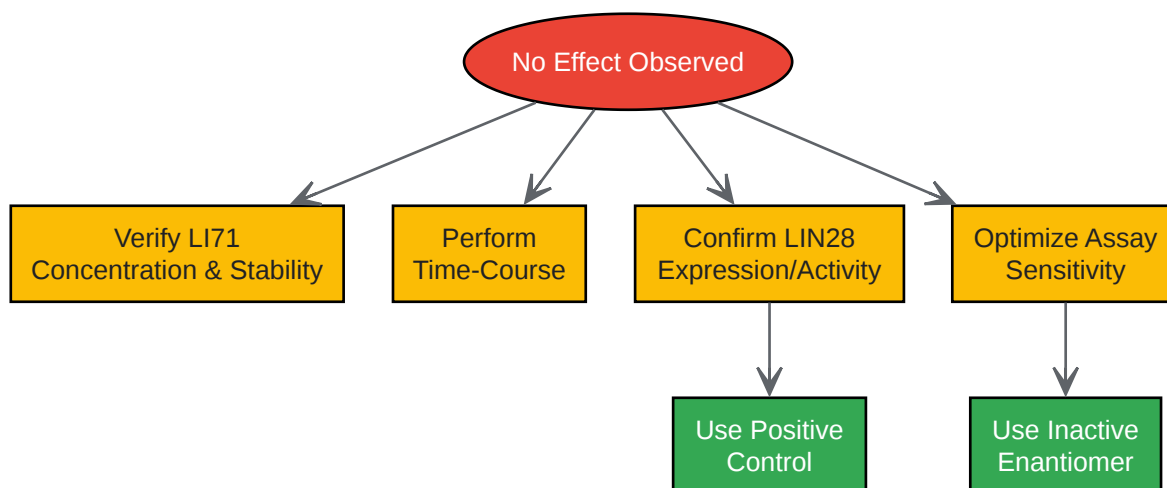 No Effect Observed
Verify LI71
Concentration & Stability
Perform
Time-Course
Confirm LIN28
Expression/Activity
Optimize Assay
Sensitivity
Use Positive
Control
Use Inactive
Enantiomer